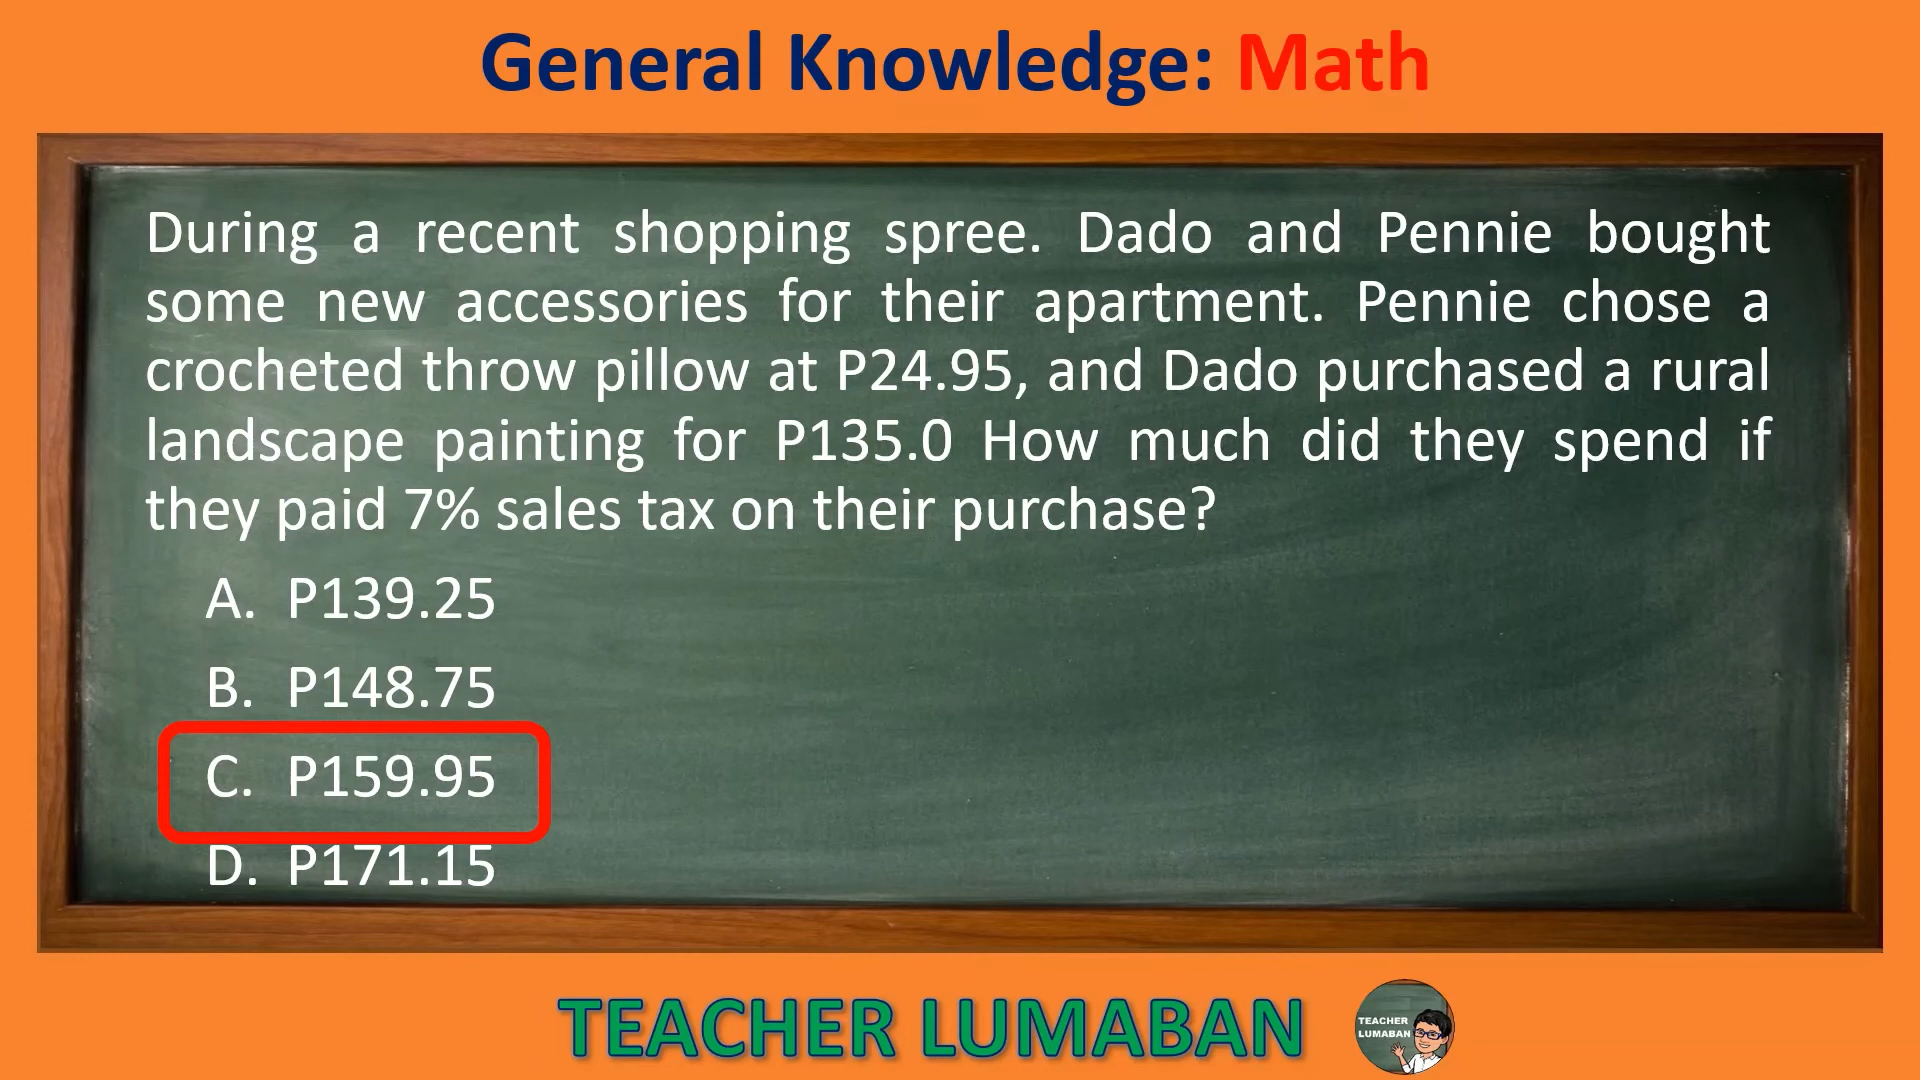 General Knowledge: Math
During a recent shopping spree. Dado and Pennie bought
some new accessories for their apartment. Pennie chose a
crocheted throw pillow at P24.95, and Dado purchased a rural
landscape painting for P135.0 How much did they spend if
they paid 7% sales tax on their purchase?
A. P139.25
B. P148.75
C. P159.95
D. P171.15
TEACHER LUMABAN
TEACHER
LUMABAN